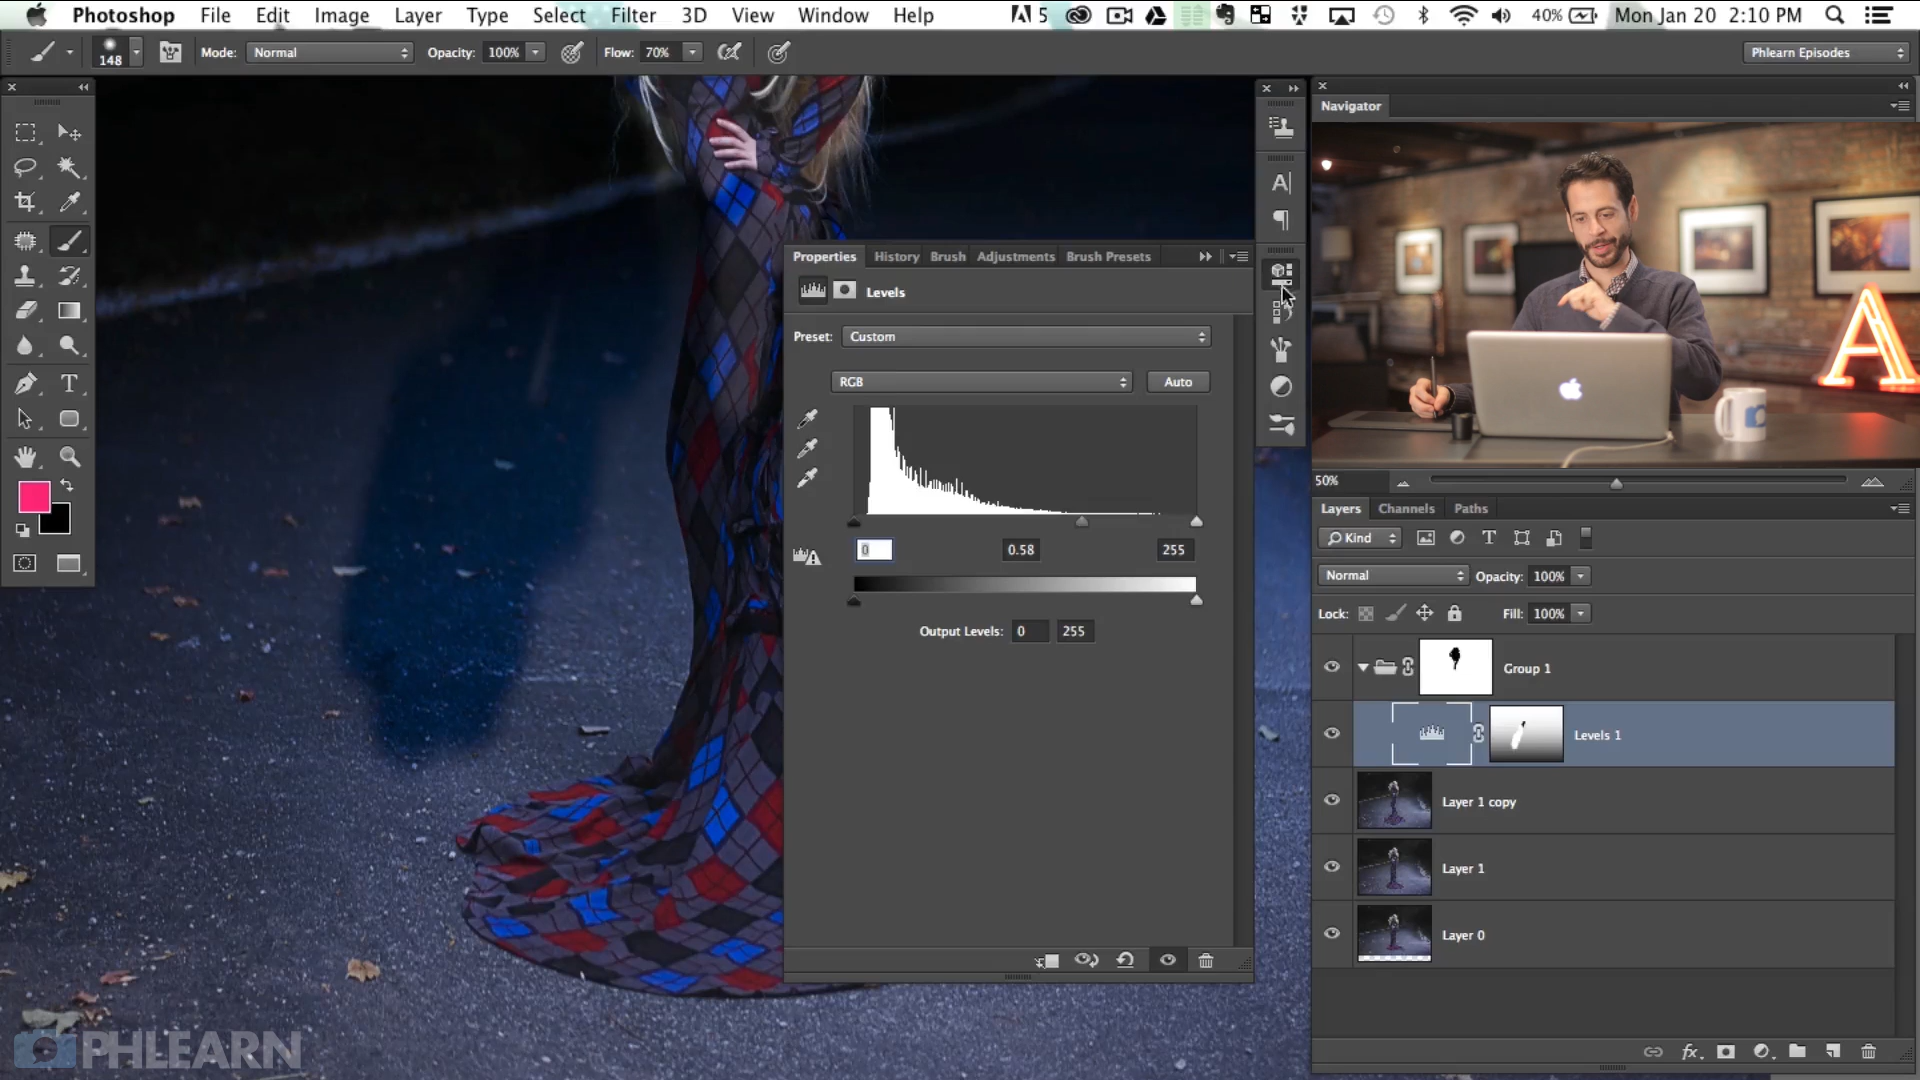 Photoshop File Edit Image Layer Type Select Filter 3D View Window Help 5 40% Mon Jan 20 2:10 PM
148 Mode: Normal Opacity: 100% Flow: 70% Phlearn Episodes
Navigator
A
50%
Properties History Brush Adjustments Brush Presets
Levels
Preset: Custom
RGB Auto
0 0.58 255
Output Levels: 0 255
Layers Channels Paths
Kind
Normal Opacity: 100%
Lock: Fill: 100%
Group 1
Levels 1
Layer 1 copy
Layer 1
Layer 0
fx
PHLEARN